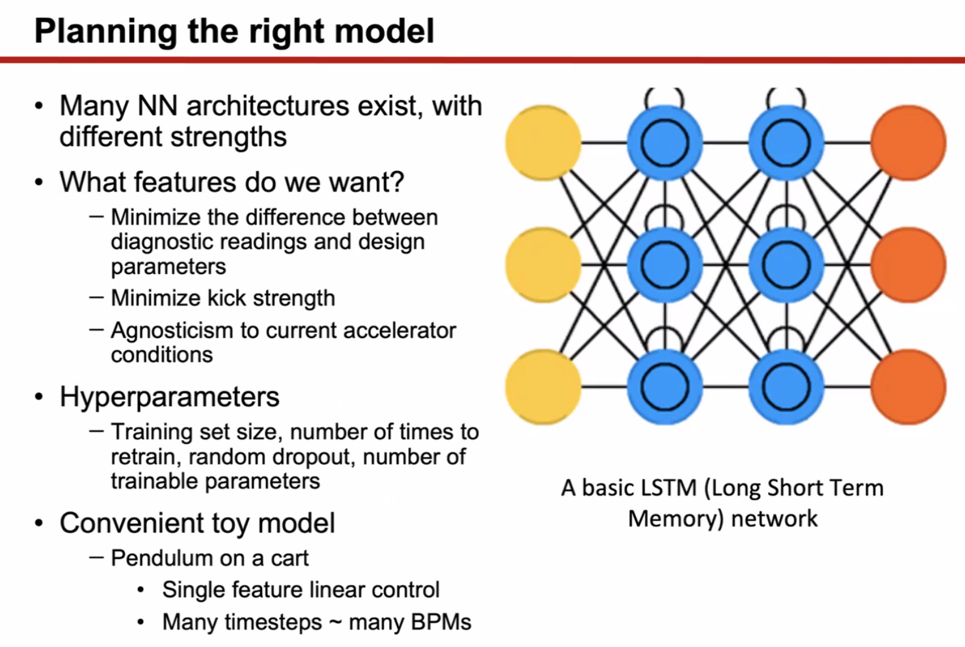 Planning the right model
• Many NN architectures exist, with
different strengths
• What features do we want?
– Minimize the difference between
diagnostic readings and design
parameters
– Minimize kick strength
– Agnosticism to current accelerator
conditions
• Hyperparameters
– Training set size, number of times to
retrain, random dropout, number of
trainable parameters
• Convenient toy model
– Pendulum on a cart
• Single feature linear control
• Many timesteps ~ many BPMs
A basic LSTM (Long Short Term
Memory) network